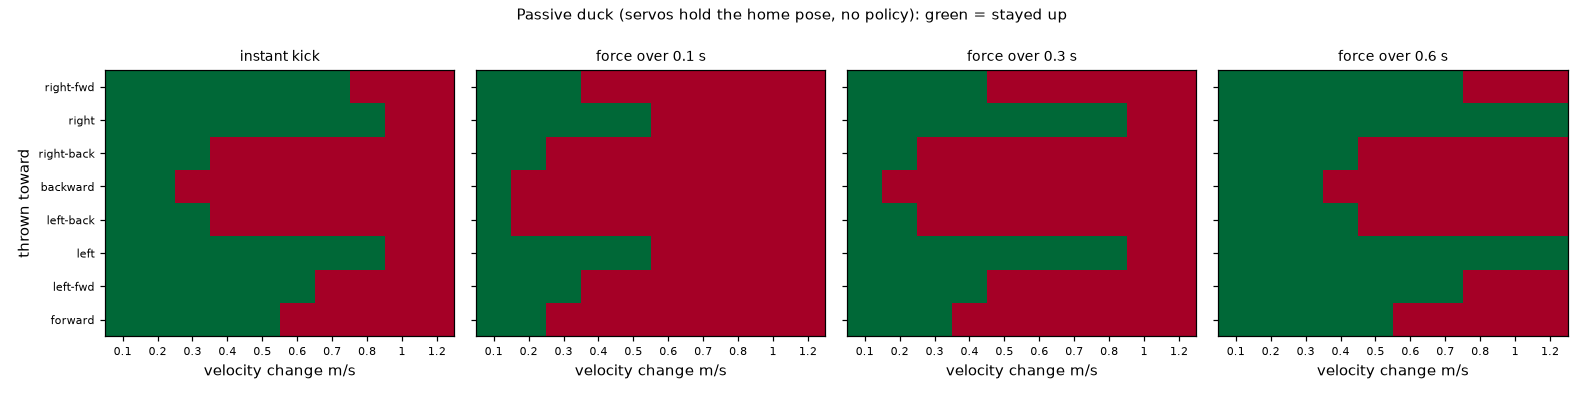 Passive duck (servos hold the home pose, no policy): green = stayed up
instant kick
force over 0.1 s
force over 0.3 s
force over 0.6 s
thrown toward
right-fwd
right
right-back
backward
left-back
left
left-fwd
forward
0.1 0.2 0.3 0.4 0.5 0.6 0.7 0.8 1 1.2
0.1 0.2 0.3 0.4 0.5 0.6 0.7 0.8 1 1.2
0.1 0.2 0.3 0.4 0.5 0.6 0.7 0.8 1 1.2
0.1 0.2 0.3 0.4 0.5 0.6 0.7 0.8 1 1.2
velocity change m/s
velocity change m/s
velocity change m/s
velocity change m/s